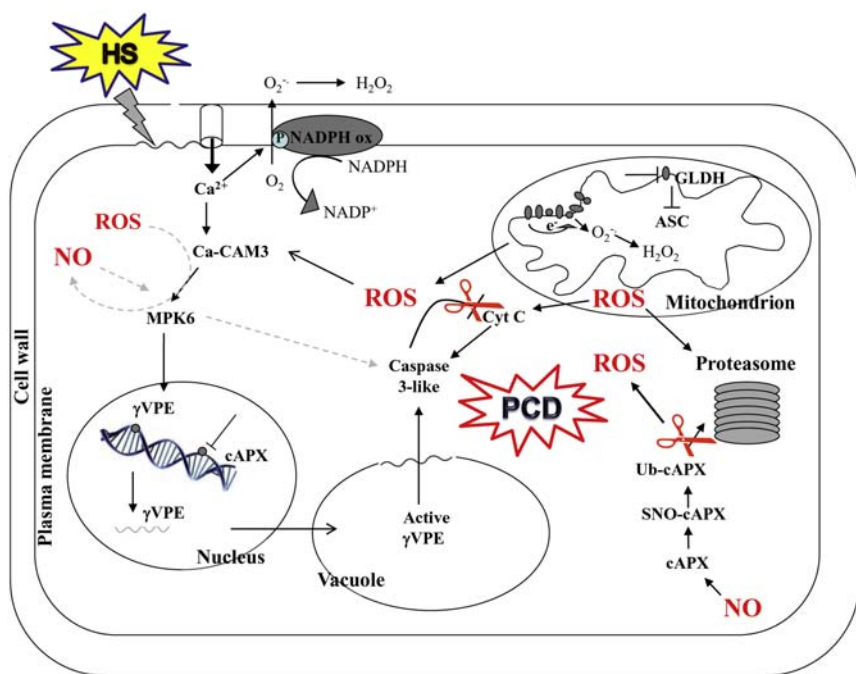 HS
O₂⁻· → H₂O₂
P NADPH ox
NADPH
O₂
NADP⁺
Ca²⁺
Ca-CAM3
ROS
NO
MPK6
ROS
GLDH
ASC
e⁻
O₂⁻·
H₂O₂
Mitochondrion
ROS
Cyt C
Caspase
3-like
PCD
ROS
Proteasome
Ub-cAPX
SNO-cAPX
cAPX
NO
γVPE
cAPX
γVPE
Nucleus
Active
γVPE
Vacuole
Cell wall
Plasma membrane